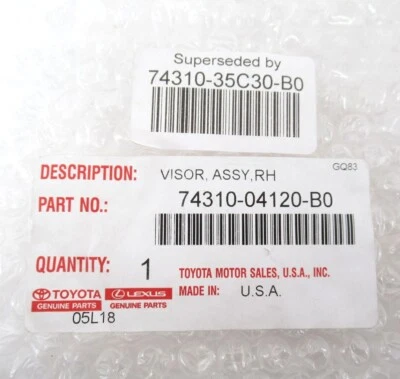 Superseded by
74310-35C30-B0
DESCRIPTION: VISOR, ASSY,RH GQ83
PART NO.: 74310-04120-B0
QUANTITY: 1 TOYOTA MOTOR SALES, U.S.A., INC.
TOYOTA LEXUS MADE IN: U.S.A.
GENUINE PARTS GENUINE PARTS
05L18